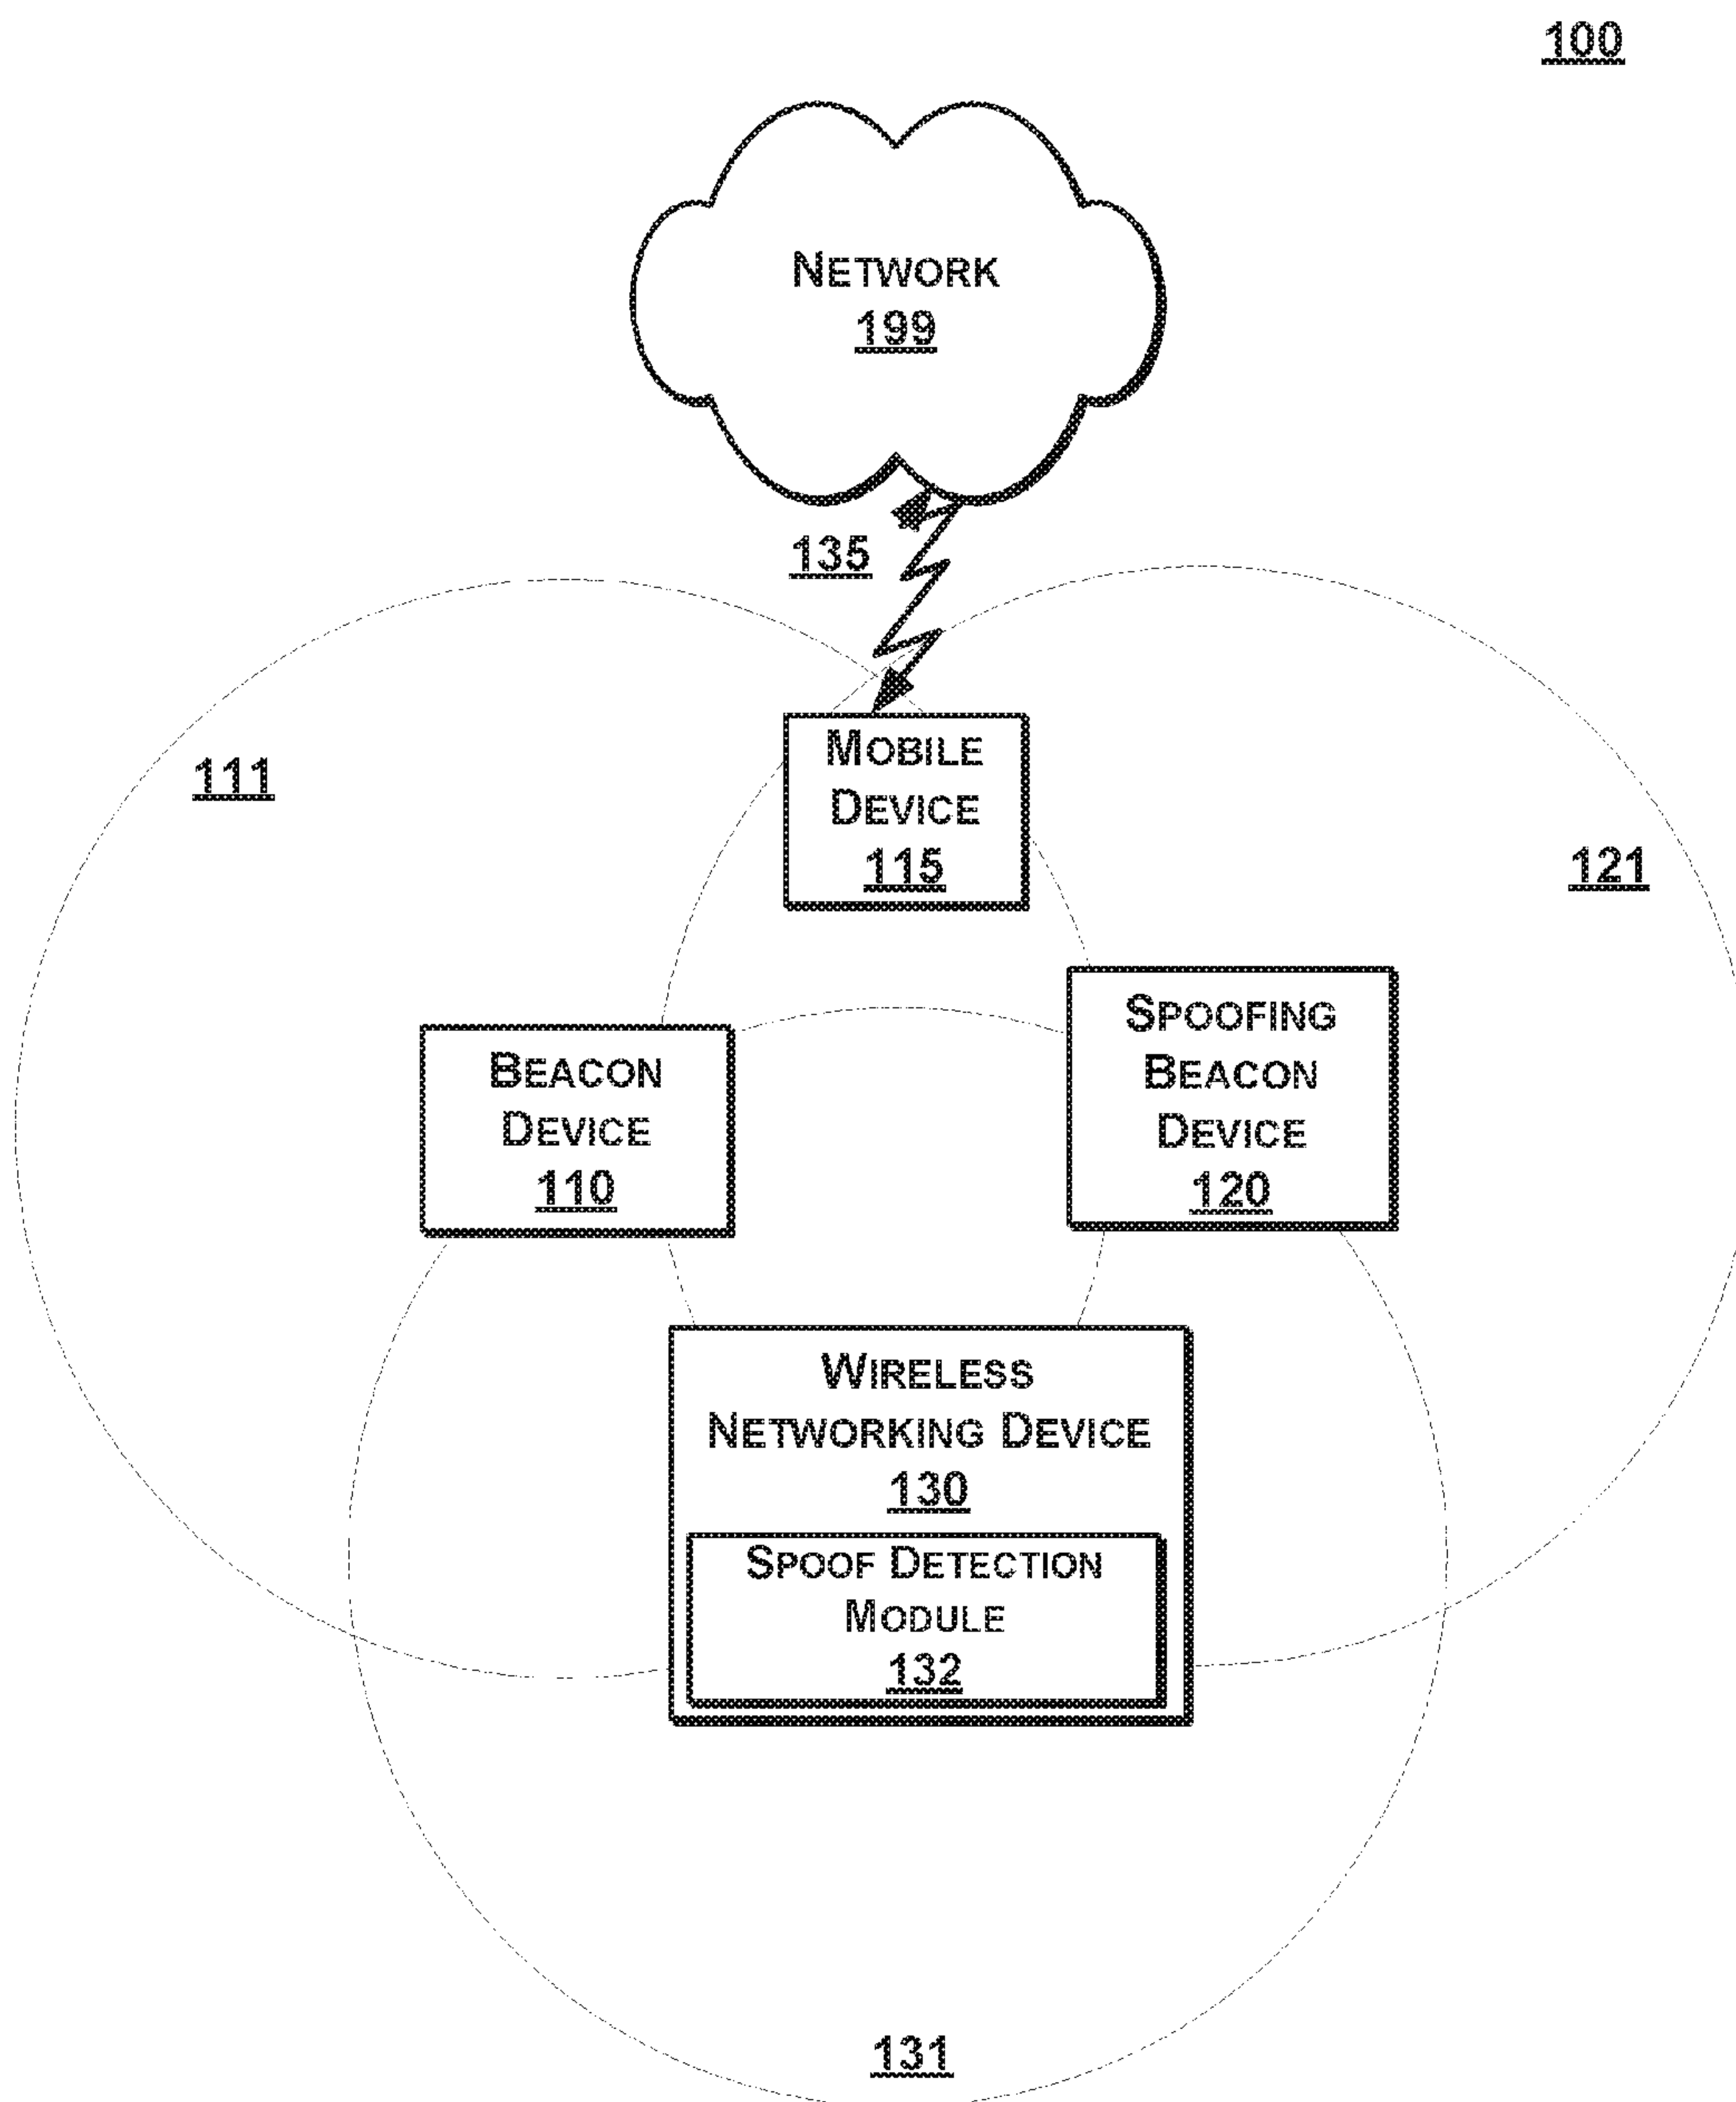 100
NETWORK
199
135
MOBILE
DEVICE
115
111
121
SPOOFING
BEACON
DEVICE
120
BEACON
DEVICE
110
WIRELESS
NETWORKING DEVICE
130
SPOOF DETECTION
MODULE
132
131